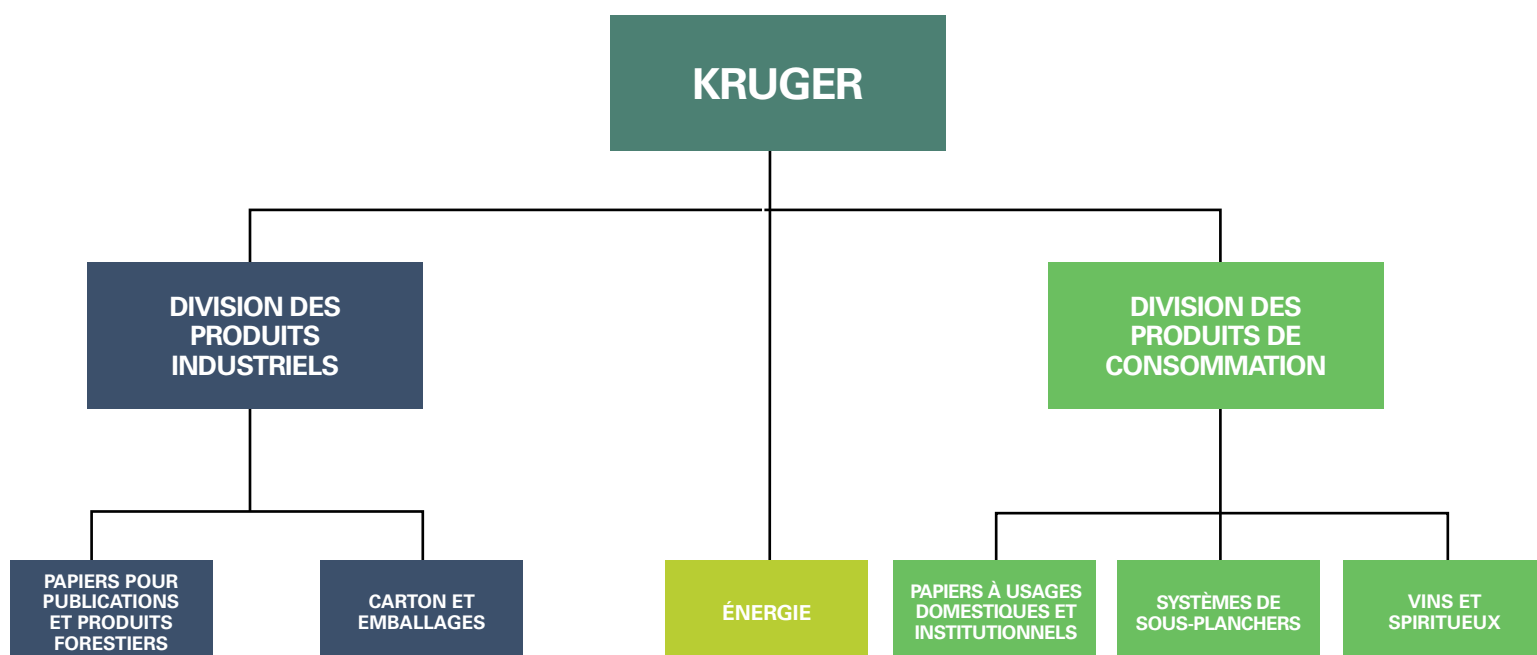 KRUGER
DIVISION DES
PRODUITS
INDUSTRIELS
DIVISION DES
PRODUITS DE
CONSOMMATION
PAPIERS POUR
PUBLICATIONS
ET PRODUITS
FORESTIERS
CARTON ET
EMBALLAGES
ÉNERGIE
PAPIERS À USAGES
DOMESTIQUES ET
INSTITUTIONNELS
SYSTÈMES DE
SOUS-PLANCHERS
VINS ET
SPIRITUEUX